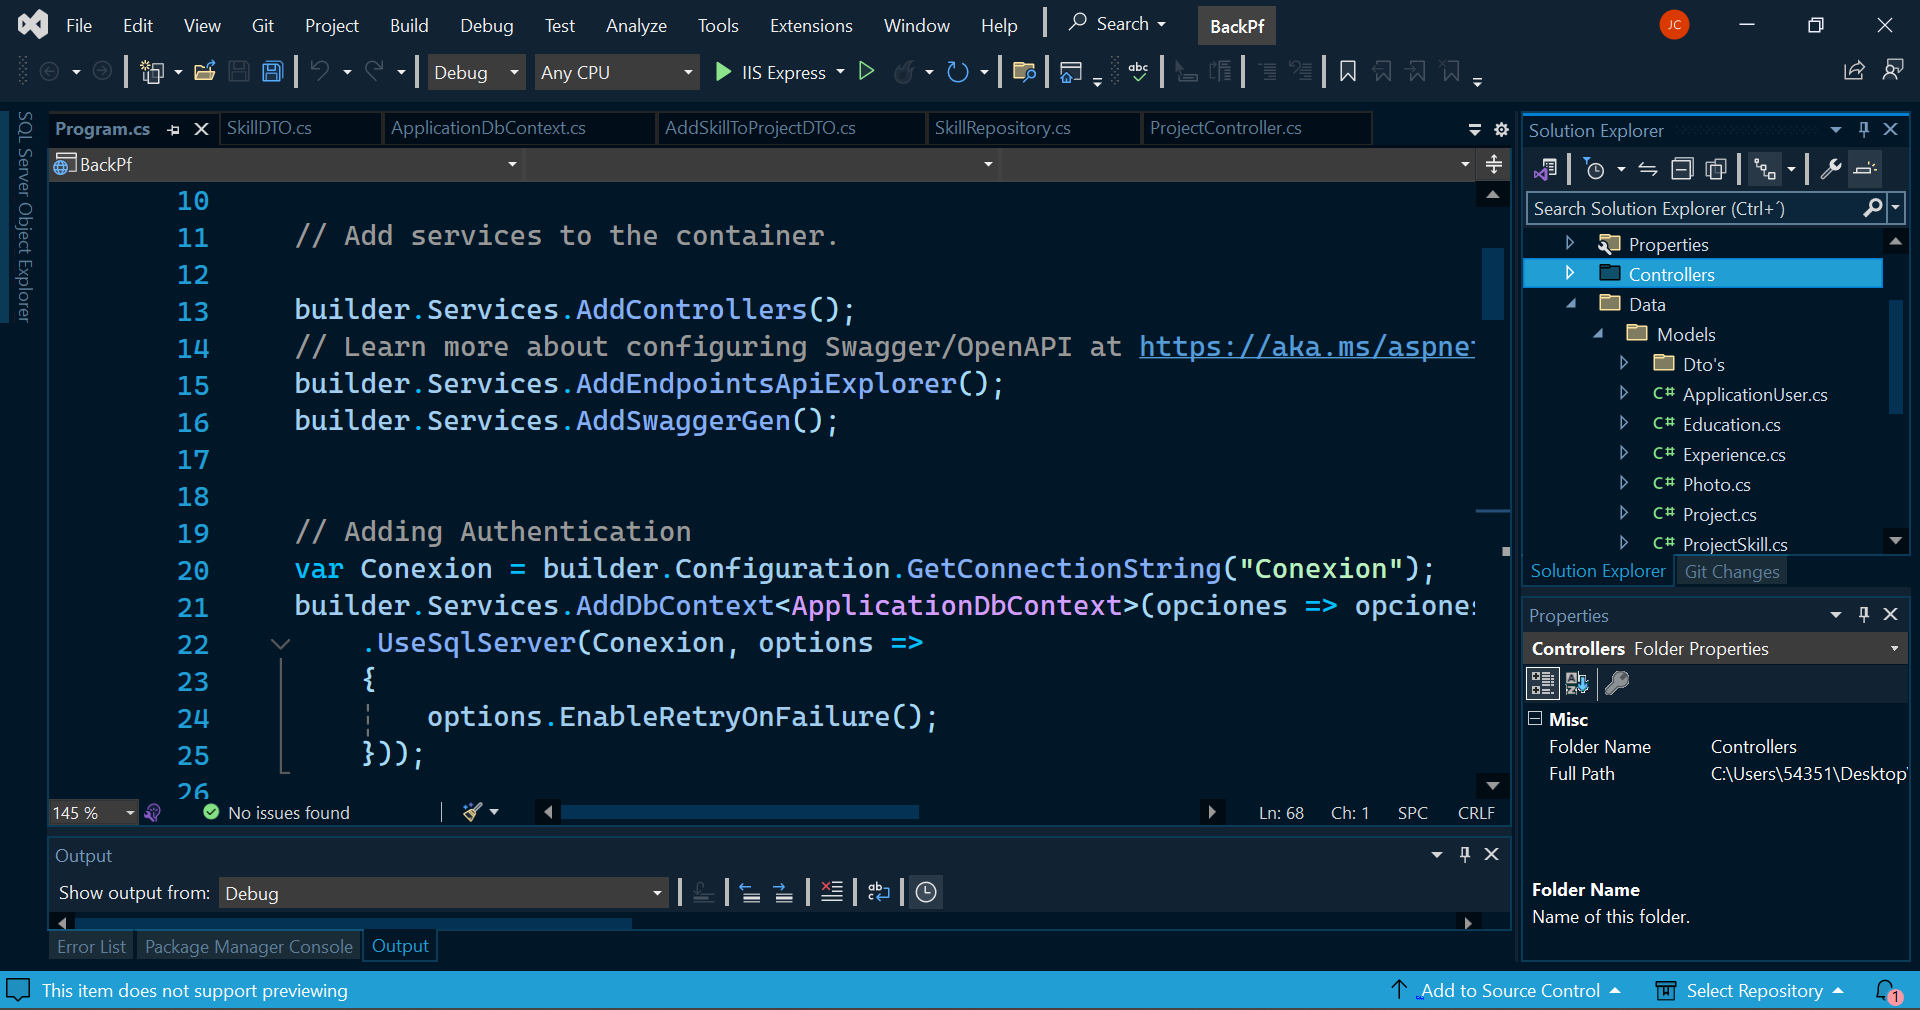 File Edit View Git Project Build Debug Test Analyze Tools Extensions Window Help Search BackPf JC
Debug Any CPU IIS Express
SQL Server Object Explorer
Program.cs SkillDTO.cs ApplicationDbContext.cs AddSkillToProjectDTO.cs SkillRepository.cs ProjectController.cs
BackPf
10
11 // Add services to the container.
12
13 builder.Services.AddControllers();
14 // Learn more about configuring Swagger/OpenAPI at https://aka.ms/aspne
15 builder.Services.AddEndpointsApiExplorer();
16 builder.Services.AddSwaggerGen();
17
18
19 // Adding Authentication
20 var Conexion = builder.Configuration.GetConnectionString("Conexion");
21 builder.Services.AddDbContext<ApplicationDbContext>(opciones => opciones
22 .UseSqlServer(Conexion, options =>
23 {
24 options.EnableRetryOnFailure();
25 }));
26
145 % No issues found Ln: 68 Ch: 1 SPC CRLF
Output
Show output from: Debug
Error List Package Manager Console Output
Solution Explorer
Search Solution Explorer (Ctrl+´)
Properties
Controllers
Data
Models
Dto's
C# ApplicationUser.cs
C# Education.cs
C# Experience.cs
C# Photo.cs
C# Project.cs
C# ProjectSkill.cs
Solution Explorer Git Changes
Properties
Controllers Folder Properties
Misc
Folder Name Controllers
Full Path C:\Users\54351\Desktop\
Folder Name
Name of this folder.
This item does not support previewing Add to Source Control Select Repository 1